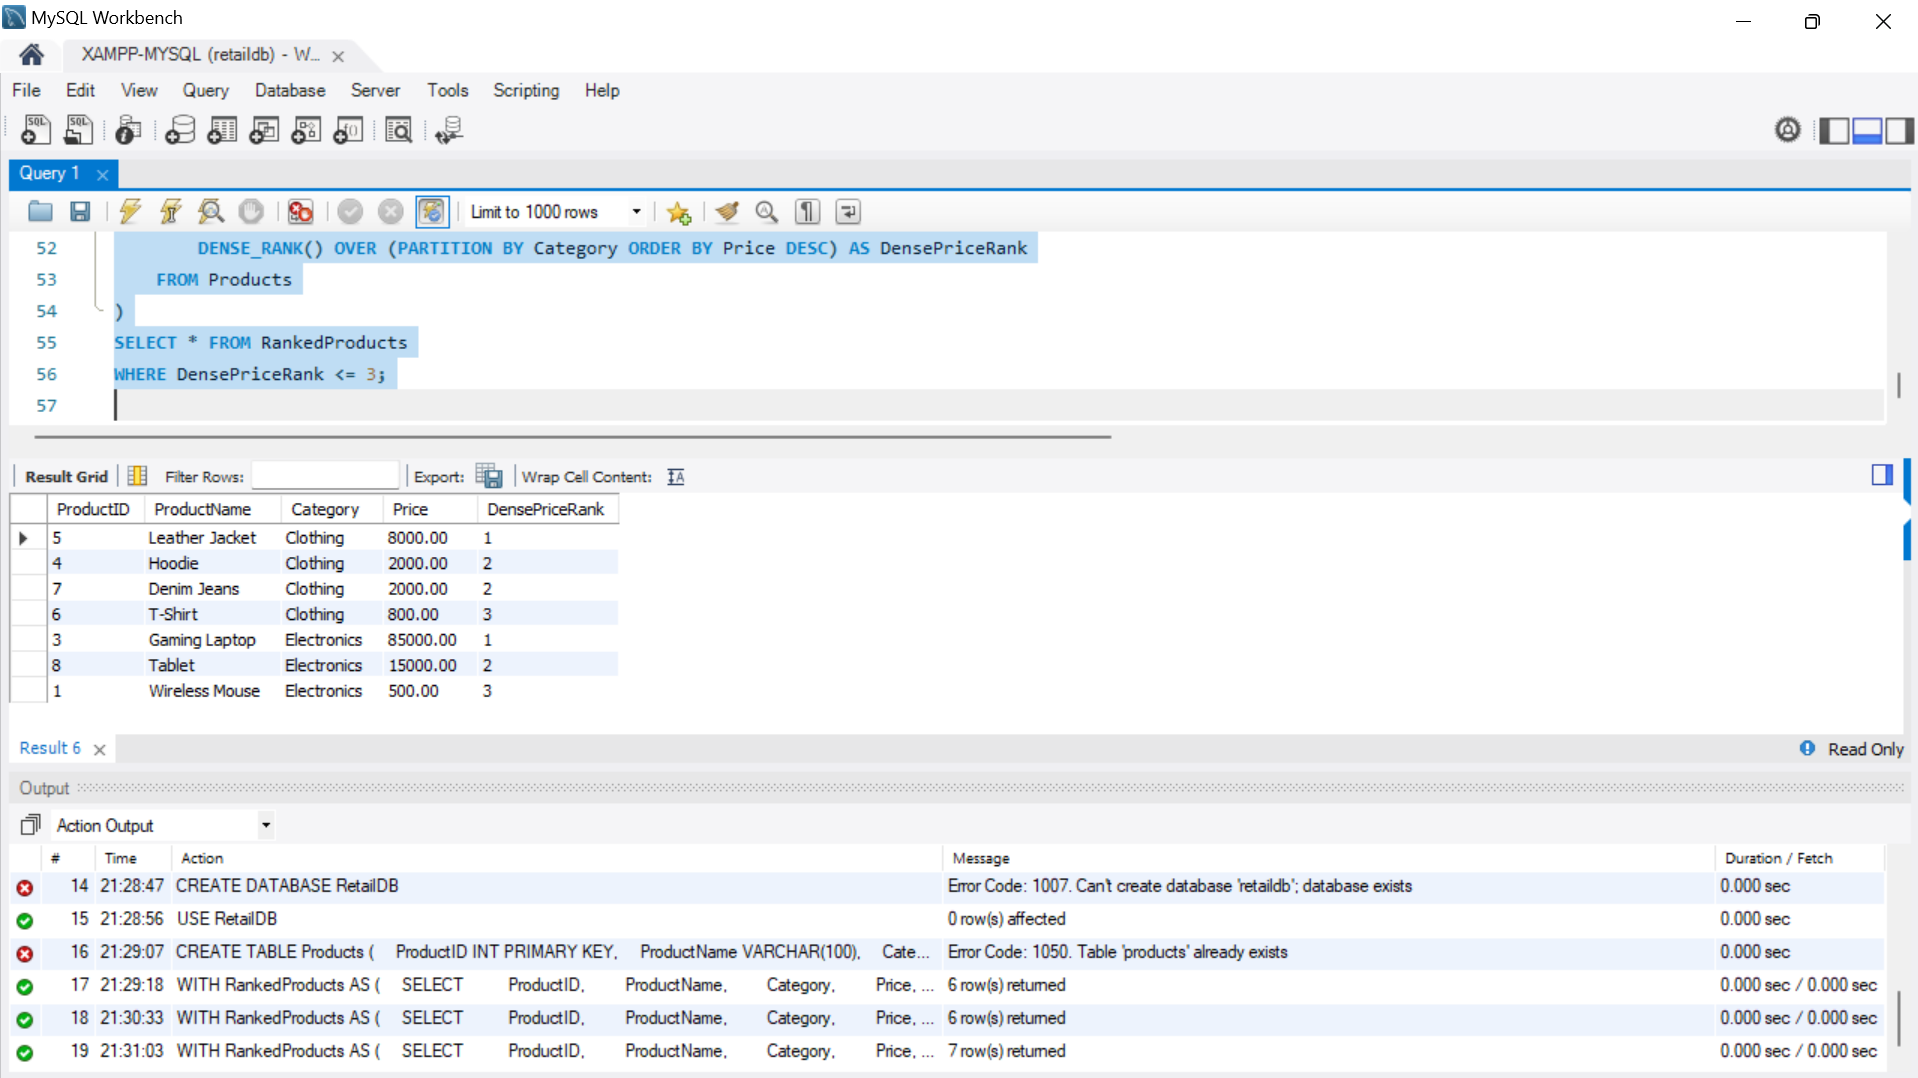 MySQL Workbench
XAMPP-MYSQL (retaildb) - W...
File Edit View Query Database Server Tools Scripting Help
SQL SQL
Query 1
Limit to 1000 rows
52 DENSE_RANK() OVER (PARTITION BY Category ORDER BY Price DESC) AS DensePriceRank
53 FROM Products
54 )
55 SELECT * FROM RankedProducts
56 WHERE DensePriceRank <= 3;
57
Result Grid Filter Rows: Export: Wrap Cell Content:
ProductID ProductName Category Price DensePriceRank
5 Leather Jacket Clothing 8000.00 1
4 Hoodie Clothing 2000.00 2
7 Denim Jeans Clothing 2000.00 2
6 T-Shirt Clothing 800.00 3
3 Gaming Laptop Electronics 85000.00 1
8 Tablet Electronics 15000.00 2
1 Wireless Mouse Electronics 500.00 3
Result 6 Read Only
Output
Action Output
# Time Action Message Duration / Fetch
14 21:28:47 CREATE DATABASE RetailDB Error Code: 1007. Can't create database 'retaildb'; database exists 0.000 sec
15 21:28:56 USE RetailDB 0 row(s) affected 0.000 sec
16 21:29:07 CREATE TABLE Products ( ProductID INT PRIMARY KEY, ProductName VARCHAR(100), Cate... Error Code: 1050. Table 'products' already exists 0.000 sec
17 21:29:18 WITH RankedProducts AS ( SELECT ProductID, ProductName, Category, Price, ... 6 row(s) returned 0.000 sec / 0.000 sec
18 21:30:33 WITH RankedProducts AS ( SELECT ProductID, ProductName, Category, Price, ... 6 row(s) returned 0.000 sec / 0.000 sec
19 21:31:03 WITH RankedProducts AS ( SELECT ProductID, ProductName, Category, Price, ... 7 row(s) returned 0.000 sec / 0.000 sec